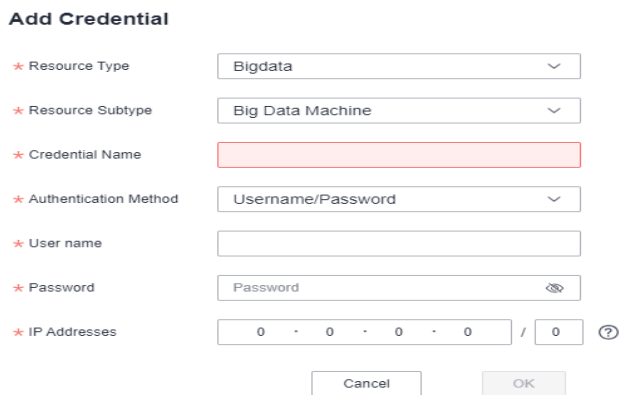 Add Credential
* Resource Type Bigdata
* Resource Subtype Big Data Machine
* Credential Name
* Authentication Method Username/Password
* User name
* Password Password
* IP Addresses 0 . 0 . 0 . 0 / 0 ?
Cancel OK